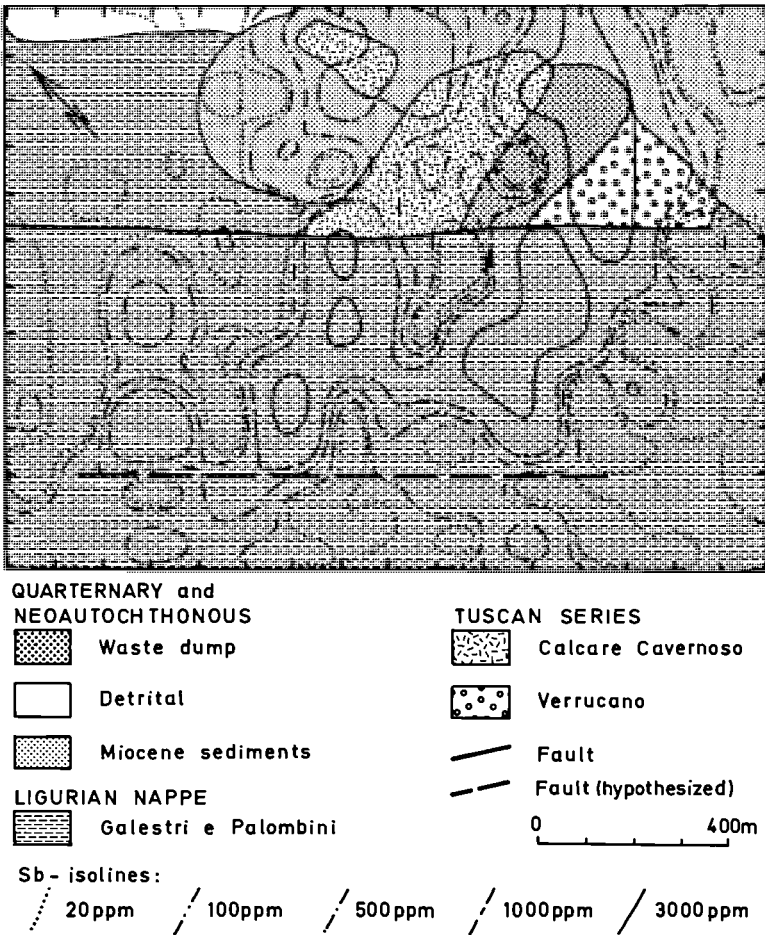 QUARTERNARY and
NEOAUTOCHTHONOUS
Waste dump
Detrital
Miocene sediments
LIGURIAN NAPPE
Galestri e Palombini
TUSCAN SERIES
Calcare Cavernoso
Verrucano
Fault
Fault (hypothesized)
0 400m
Sb-isolines:
20ppm 100ppm 500ppm 1000ppm 3000ppm